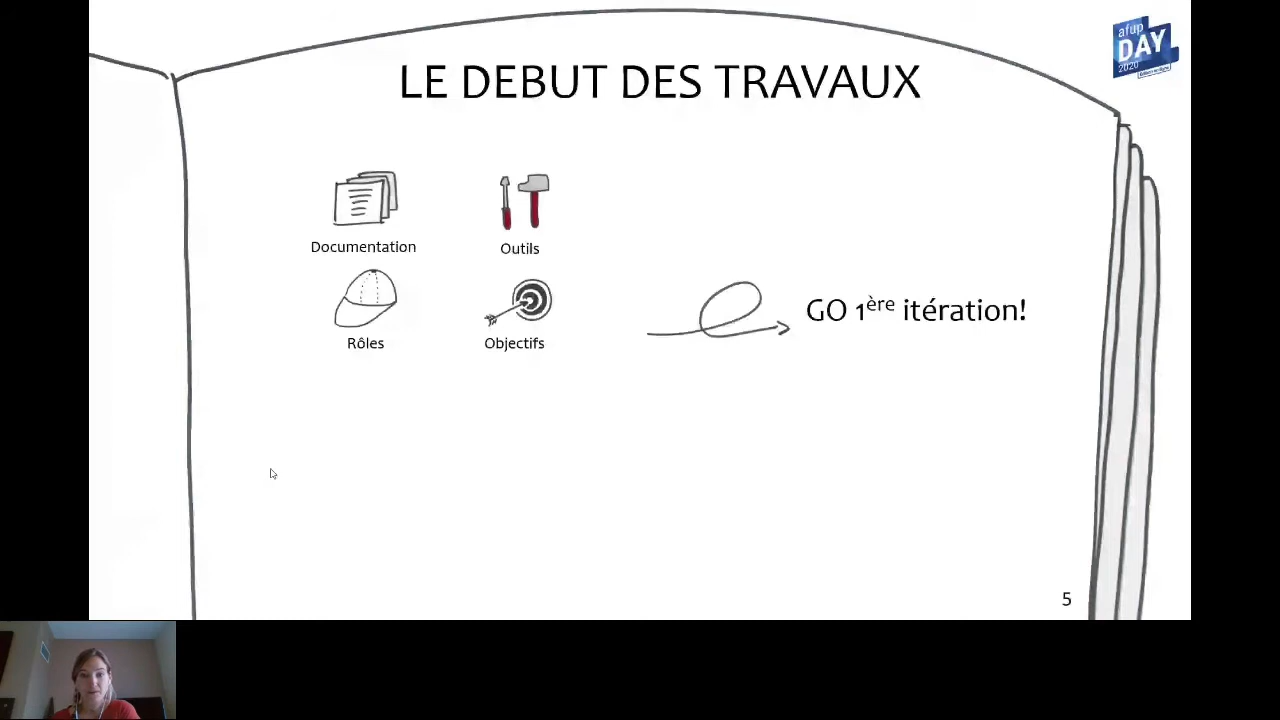 afup
DAY
2020
LE DEBUT DES TRAVAUX
Documentation
Outils
Rôles
Objectifs
GO 1ère itération!
5